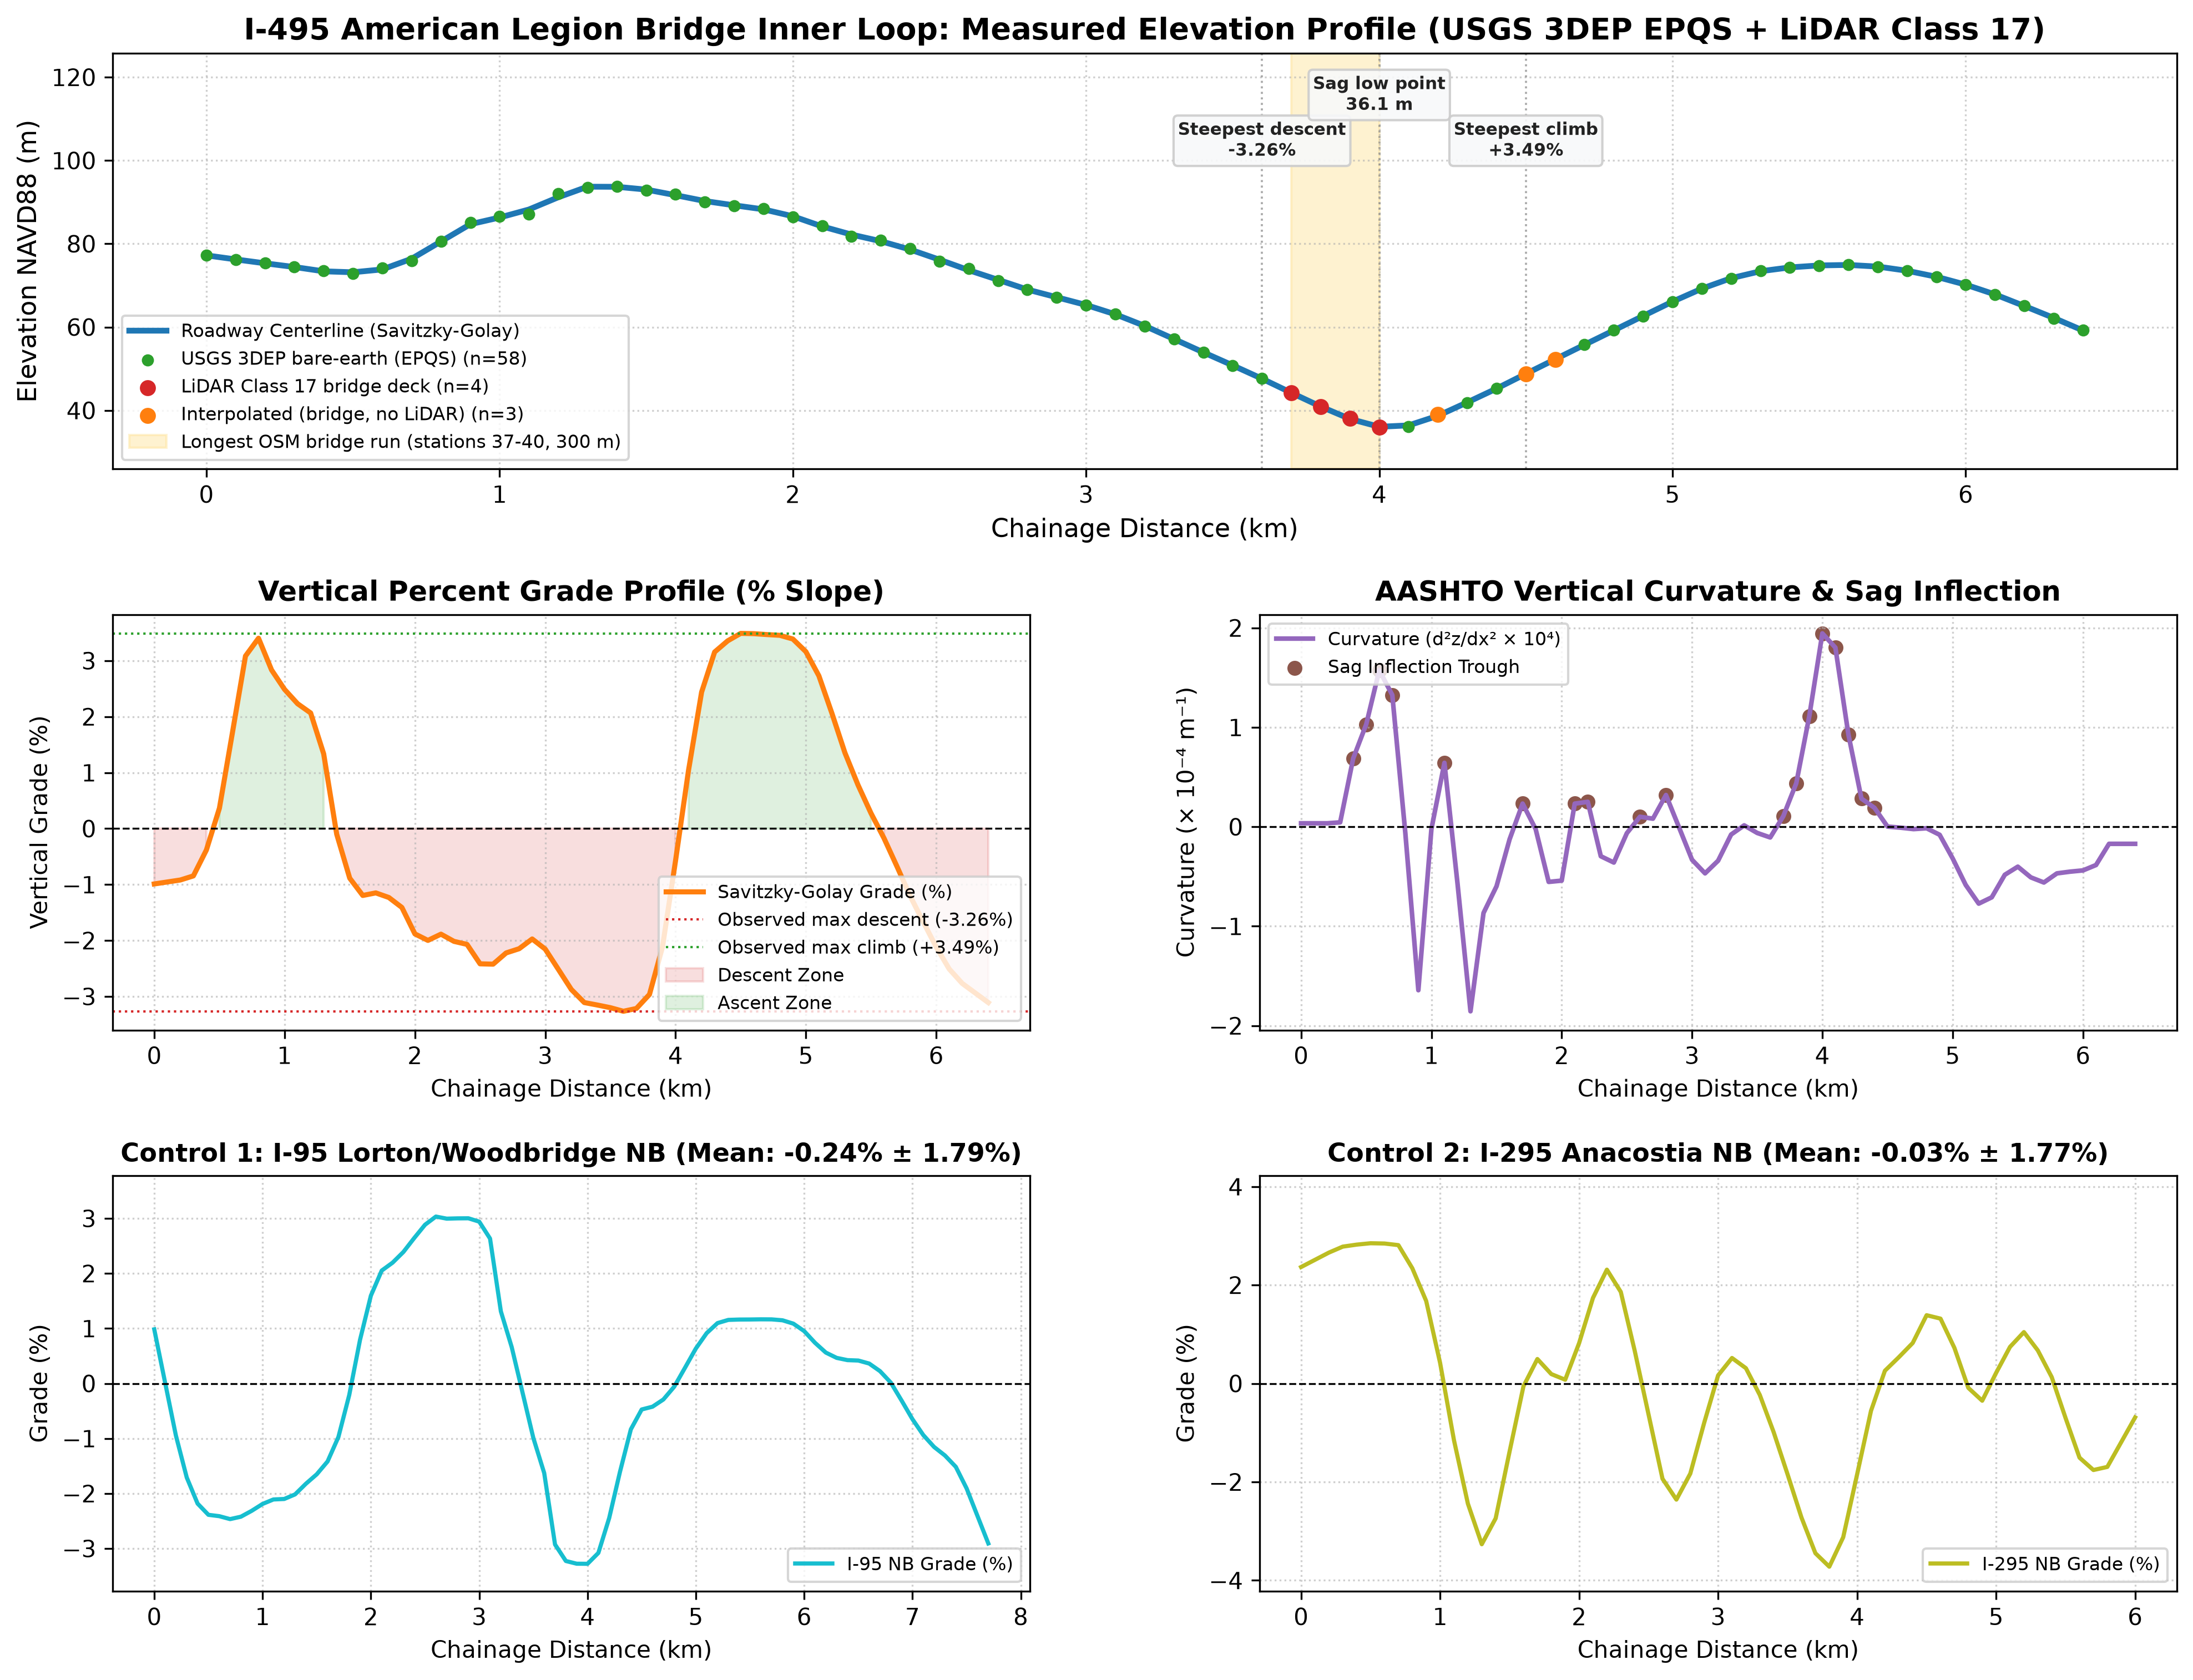 I-495 American Legion Bridge Inner Loop: Measured Elevation Profile (USGS 3DEP EPQS + LiDAR Class 17)
Elevation NAVD88 (m)
120
100
80
60
40
Sag low point
36.1 m
Steepest descent
-3.26%
Steepest climb
+3.49%
Roadway Centerline (Savitzky-Golay)
USGS 3DEP bare-earth (EPQS) (n=58)
LiDAR Class 17 bridge deck (n=4)
Interpolated (bridge, no LiDAR) (n=3)
Longest OSM bridge run (stations 37-40, 300 m)
0 1 2 3 4 5 6
Chainage Distance (km)
Vertical Percent Grade Profile (% Slope)
Vertical Grade (%)
3
2
1
0
−1
−2
−3
Savitzky-Golay Grade (%)
Observed max descent (-3.26%)
Observed max climb (+3.49%)
Descent Zone
Ascent Zone
0 1 2 3 4 5 6
Chainage Distance (km)
AASHTO Vertical Curvature & Sag Inflection
Curvature (× 10⁻⁴ m⁻¹)
2
1
0
−1
−2
Curvature (d²z/dx² × 10⁴)
Sag Inflection Trough
0 1 2 3 4 5 6
Chainage Distance (km)
Control 1: I-95 Lorton/Woodbridge NB (Mean: -0.24% ± 1.79%)
Grade (%)
3
2
1
0
−1
−2
−3
I-95 NB Grade (%)
0 1 2 3 4 5 6 7 8
Chainage Distance (km)
Control 2: I-295 Anacostia NB (Mean: -0.03% ± 1.77%)
Grade (%)
4
2
0
−2
−4
I-295 NB Grade (%)
0 1 2 3 4 5 6
Chainage Distance (km)